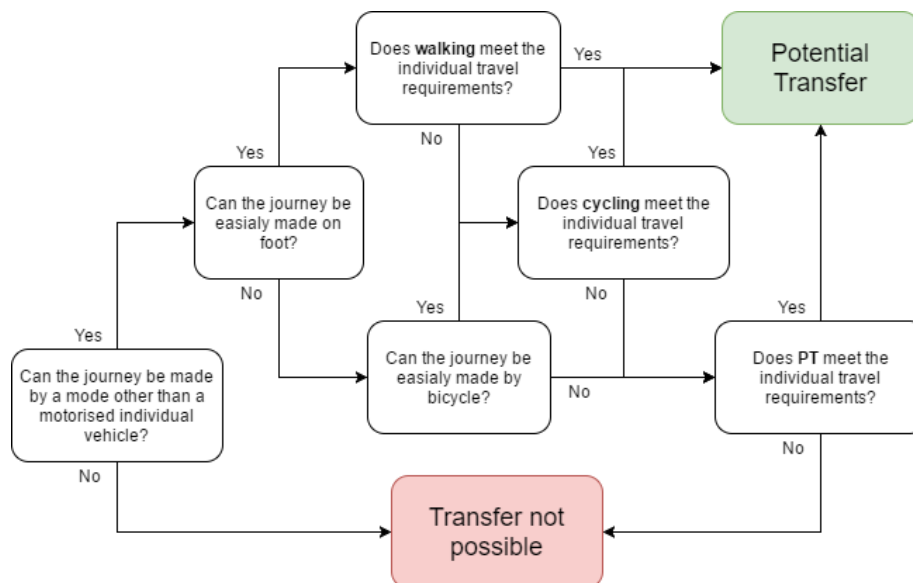 Does walking meet the
individual travel
requirements?
Yes
No
Potential
Transfer
Yes
Can the journey be
easialy made on
foot?
No
Yes
Does cycling meet the
individual travel
requirements?
No
Yes
Can the journey be made
by a mode other than a
motorised individual
vehicle?
No
Yes
Can the journey be
easialy made by
bicycle?
No
Yes
Does PT meet the
individual travel
requirements?
No
Transfer not
possible